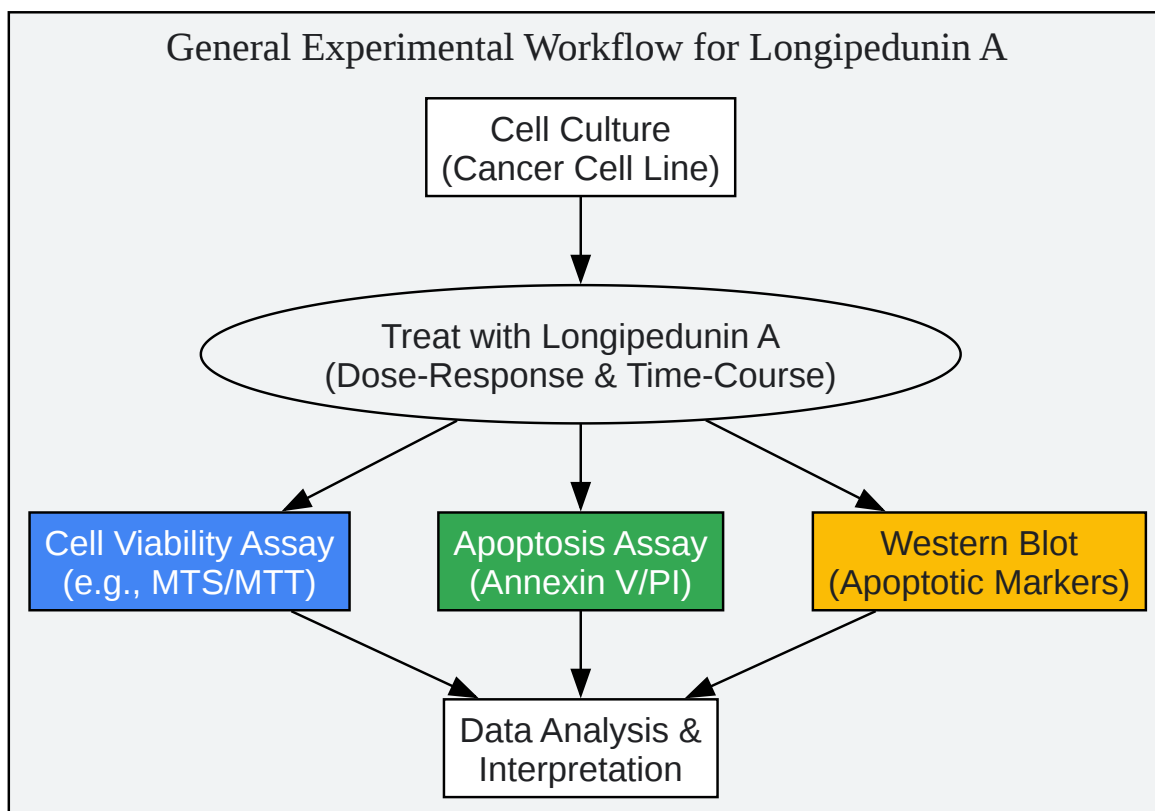 General Experimental Workflow for Longipedunin A
Cell Culture
(Cancer Cell Line)
Treat with Longipedunin A
(Dose-Response & Time-Course)
Cell Viability Assay
(e.g., MTS/MTT)
Apoptosis Assay
(Annexin V/PI)
Western Blot
(Apoptotic Markers)
Data Analysis &
Interpretation